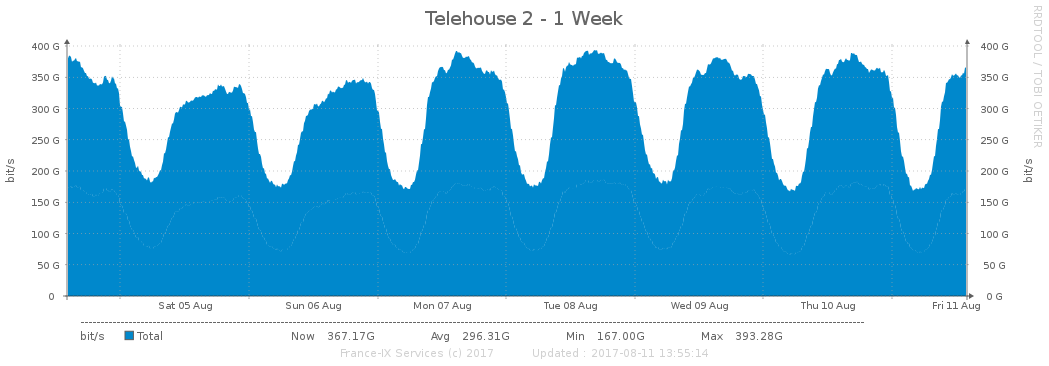 Telehouse 2 - 1 Week
RRDTOOL / TOBI OETIKER
400 G 400 G
350 G 350 G
300 G 300 G
250 G 250 G
200 G 200 G
150 G 150 G
100 G 100 G
50 G 50 G
0 0 G
bit/s bit/s
Sat 05 Aug Sun 06 Aug Mon 07 Aug Tue 08 Aug Wed 09 Aug Thu 10 Aug Fri 11 Aug
bit/s Total Now 367.17G Avg 296.31G Min 167.00G Max 393.28G
France-IX Services (c) 2017 Updated : 2017-08-11 13:55:14